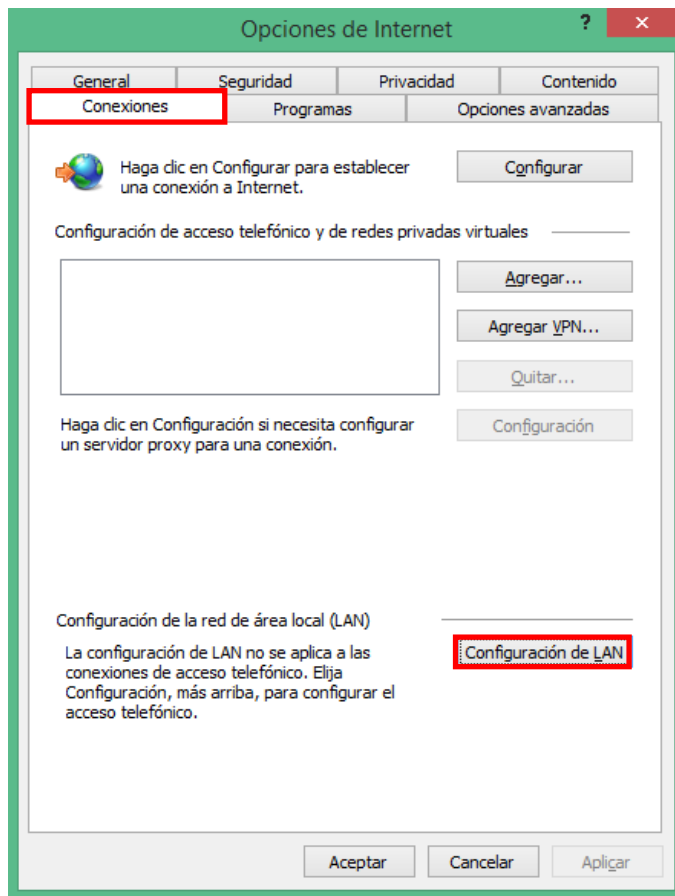 Opciones de Internet
?
×
General
Seguridad
Privacidad
Contenido
Conexiones
Programas
Opciones avanzadas
Haga clic en Configurar para establecer
una conexión a Internet.
Configurar
Configuración de acceso telefónico y de redes privadas virtuales
Agregar...
Agregar VPN...
Quitar...
Haga clic en Configuración si necesita configurar
un servidor proxy para una conexión.
Configuración
Configuración de la red de área local (LAN)
La configuración de LAN no se aplica a las
conexiones de acceso telefónico. Elija
Configuración, más arriba, para configurar el
acceso telefónico.
Configuración de LAN
Aceptar
Cancelar
Aplicar